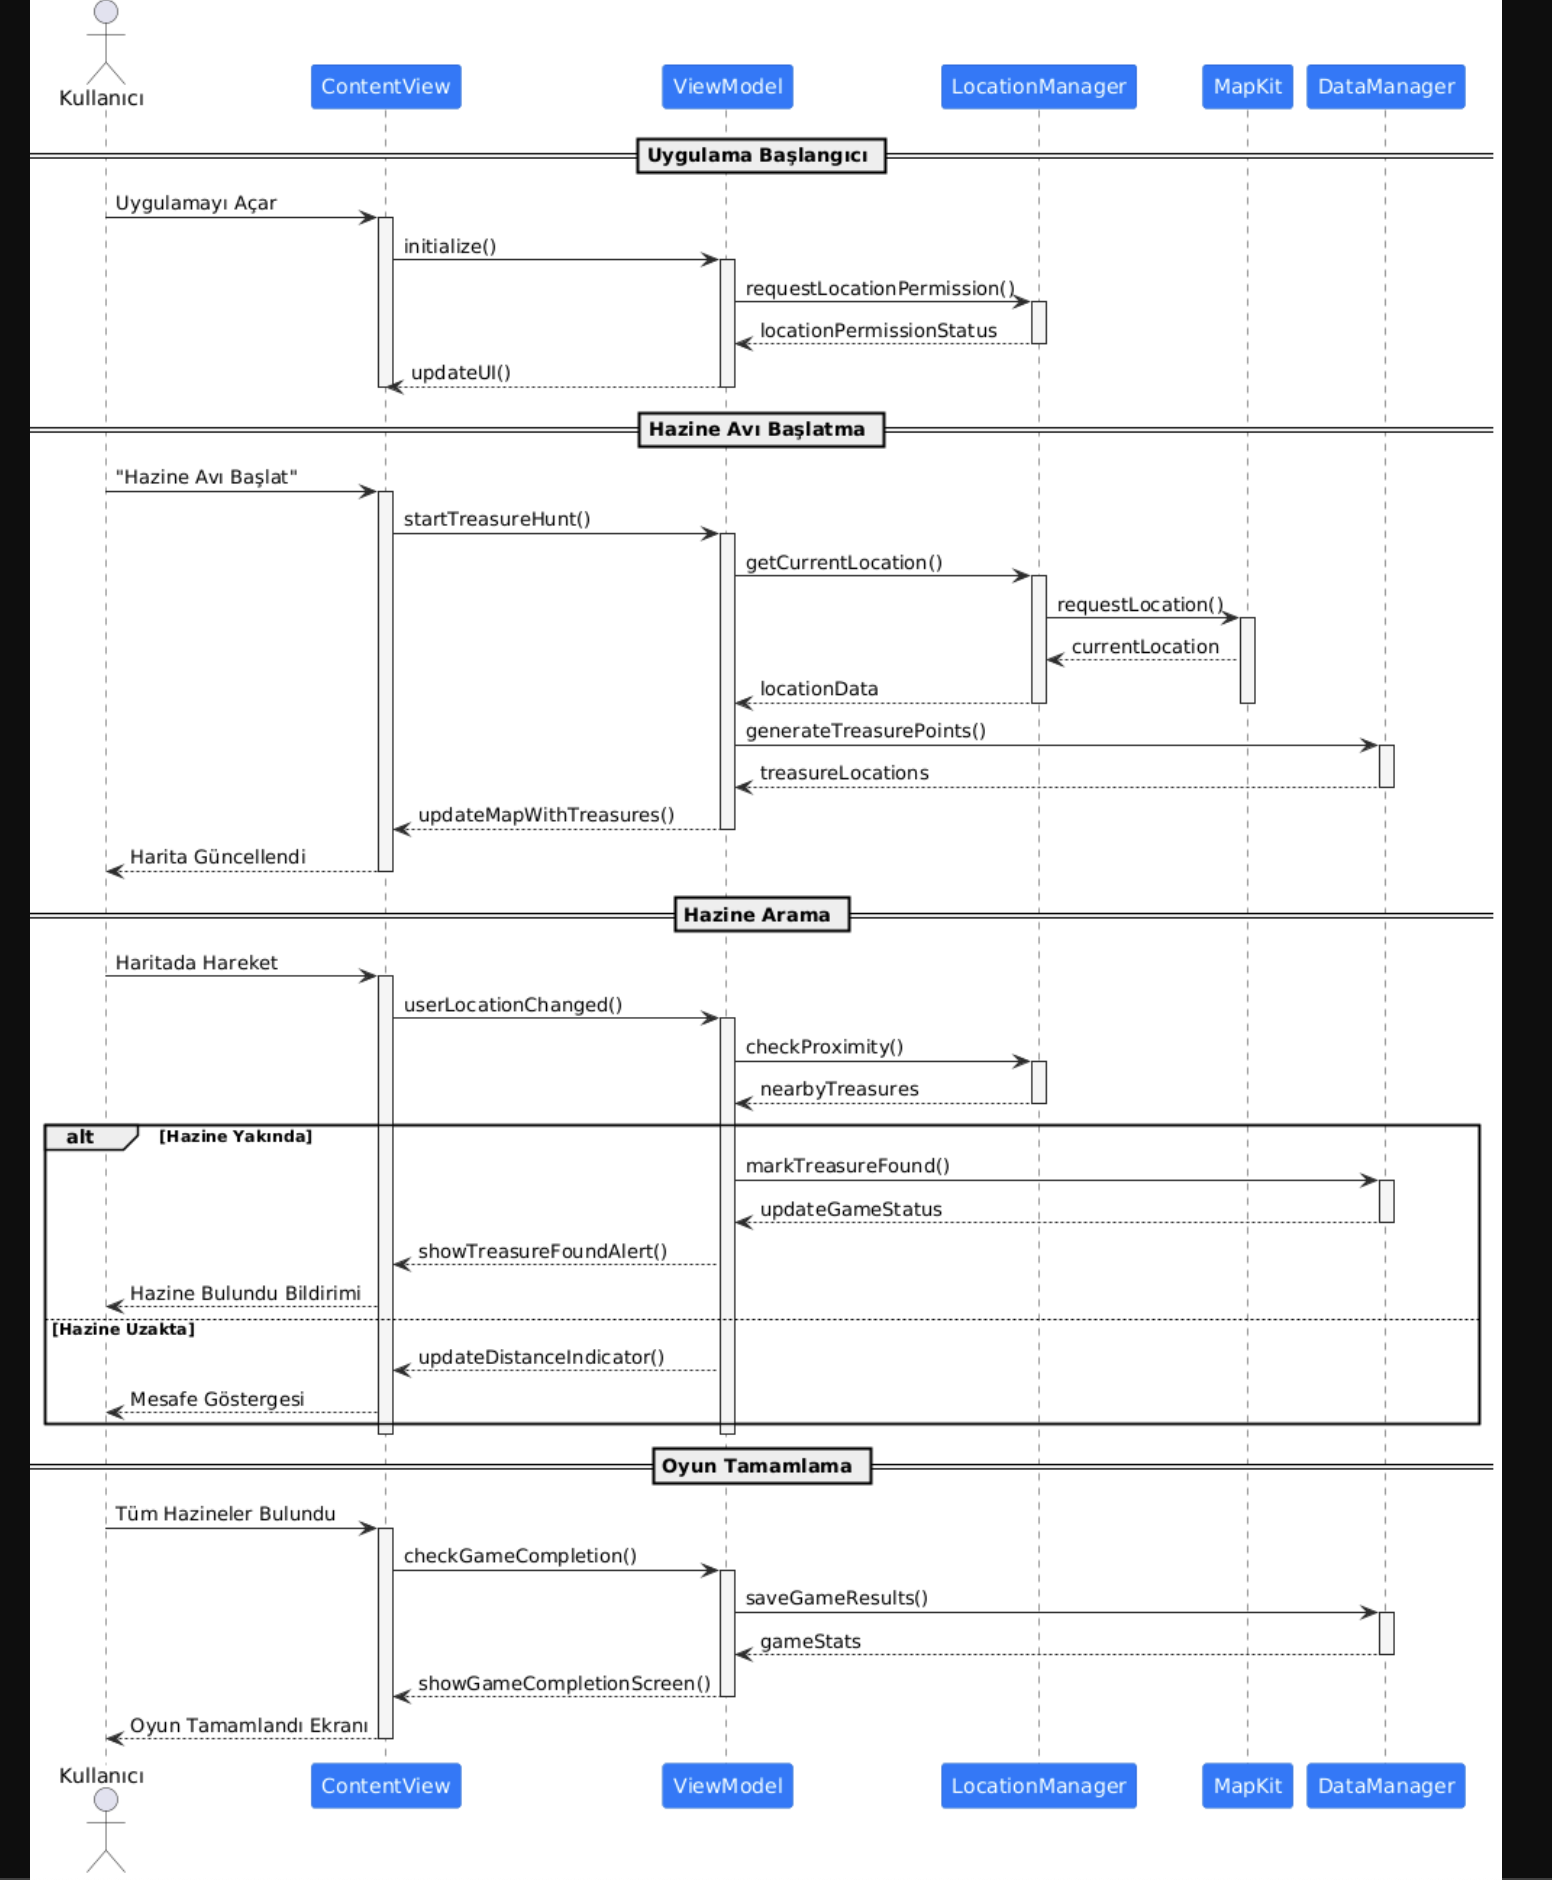 Kullanıcı
ContentView
ViewModel
LocationManager
MapKit
DataManager
Uygulama Başlangıcı
Uygulamayı Açar
initialize()
requestLocationPermission()
locationPermissionStatus
updateUI()
Hazine Avı Başlatma
"Hazine Avı Başlat"
startTreasureHunt()
getCurrentLocation()
requestLocation()
currentLocation
locationData
generateTreasurePoints()
treasureLocations
updateMapWithTreasures()
Harita Güncellendi
Hazine Arama
Haritada Hareket
userLocationChanged()
checkProximity()
nearbyTreasures
alt [Hazine Yakında]
markTreasureFound()
updateGameStatus
showTreasureFoundAlert()
Hazine Bulundu Bildirimi
[Hazine Uzakta]
updateDistanceIndicator()
Mesafe Göstergesi
Oyun Tamamlama
Tüm Hazineler Bulundu
checkGameCompletion()
saveGameResults()
gameStats
showGameCompletionScreen()
Oyun Tamamlandı Ekranı
Kullanıcı
ContentView
ViewModel
LocationManager
MapKit
DataManager